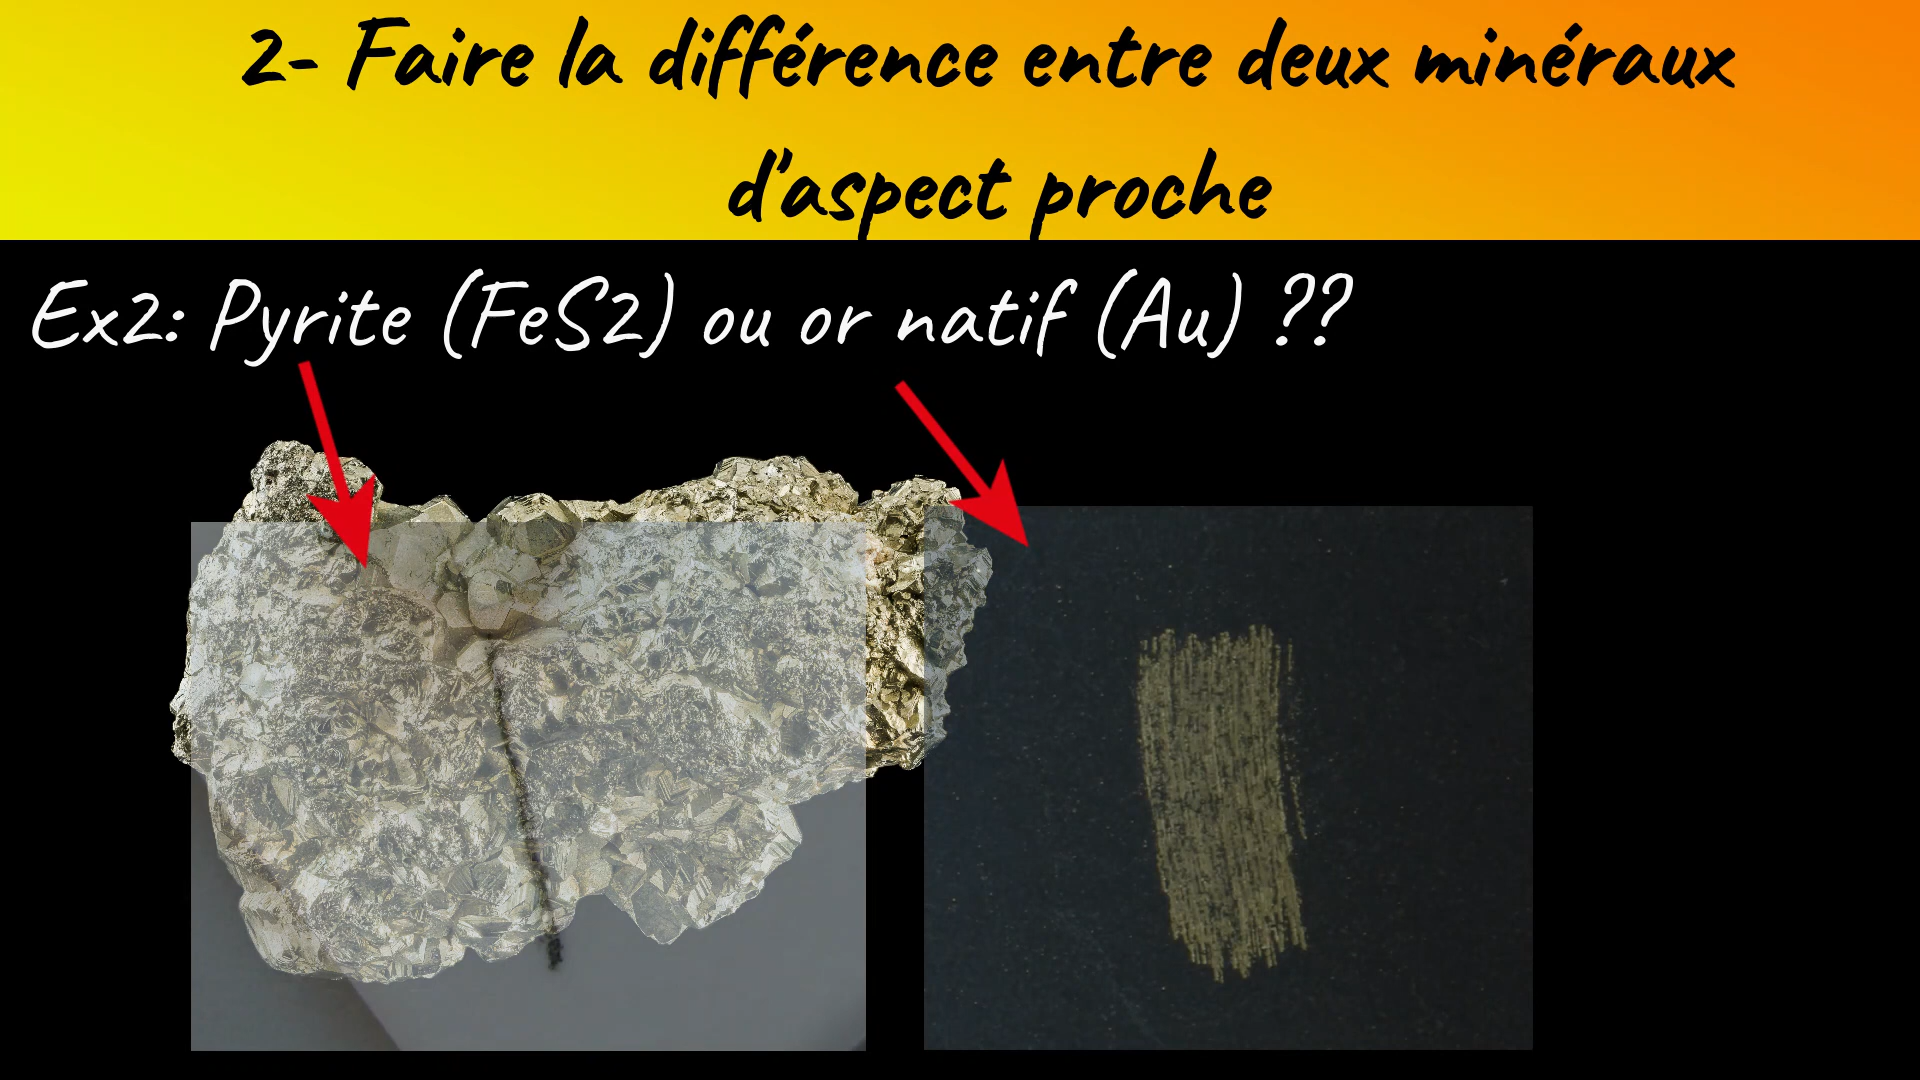 2- Faire la différence entre deux minéraux
d'aspect proche
Ex2: Pyrite (FeS2) ou or natif (Au) ??